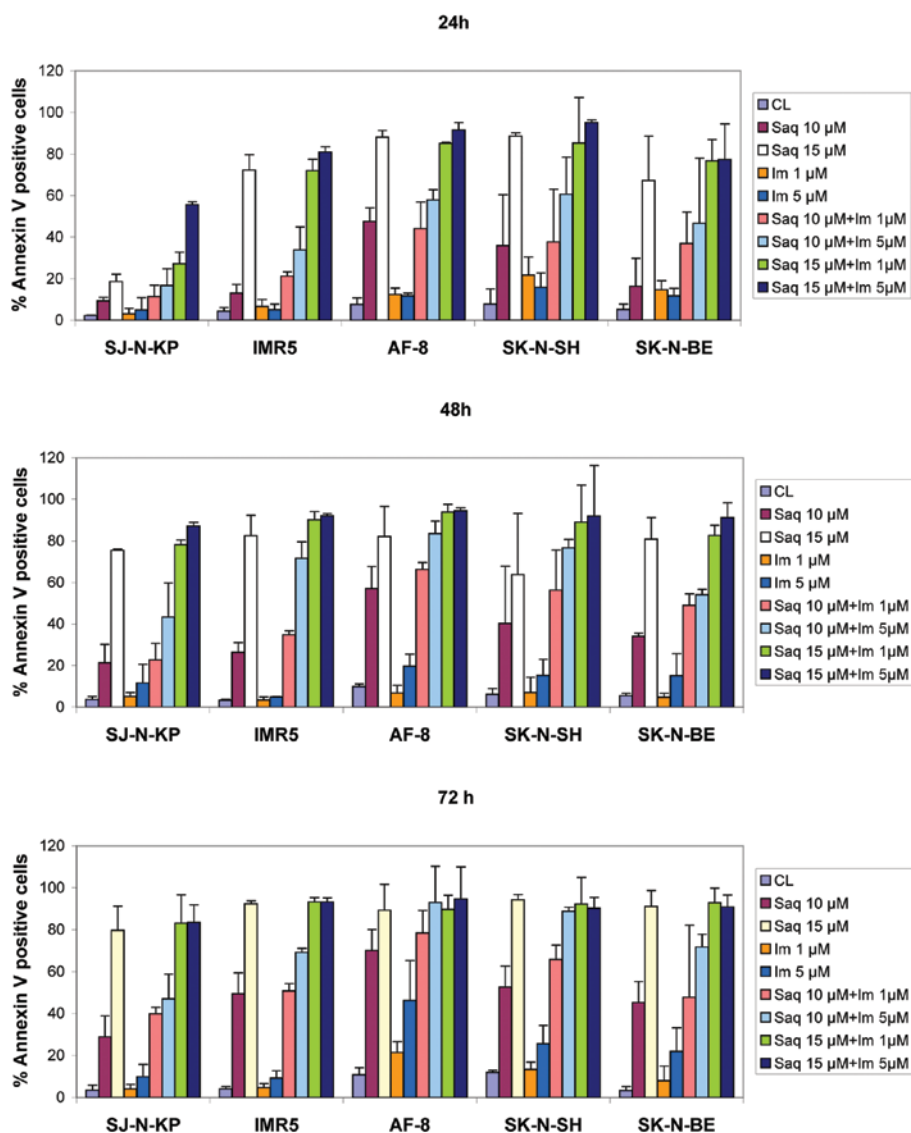 24h
% Annexin V positive cells
120
100
80
60
40
20
0
SJ-N-KP IMR5 AF-8 SK-N-SH SK-N-BE
CL
Saq 10 µM
Saq 15 µM
Im 1 µM
Im 5 µM
Saq 10 µM+Im 1µM
Saq 10 µM+Im 5µM
Saq 15 µM+Im 1µM
Saq 15 µM+Im 5µM
48h
% Annexin V positive cells
120
100
80
60
40
20
0
SJ-N-KP IMR5 AF-8 SK-N-SH SK-N-BE
CL
Saq 10 µM
Saq 15 µM
Im 1 µM
Im 5 µM
Saq 10 µM+Im 1µM
Saq 10 µM+Im 5µM
Saq 15 µM+Im 1µM
Saq 15 µM+Im 5µM
72 h
% Annexin V positive cells
120
100
80
60
40
20
0
SJ-N-KP IMR5 AF-8 SK-N-SH SK-N-BE
CL
Saq 10 µM
Saq 15 µM
Im 1 µM
Im 5 µM
Saq 10 µM+Im 1µM
Saq 10 µM+Im 5µM
Saq 15 µM+Im 1µM
Saq 15 µM+Im 5µM